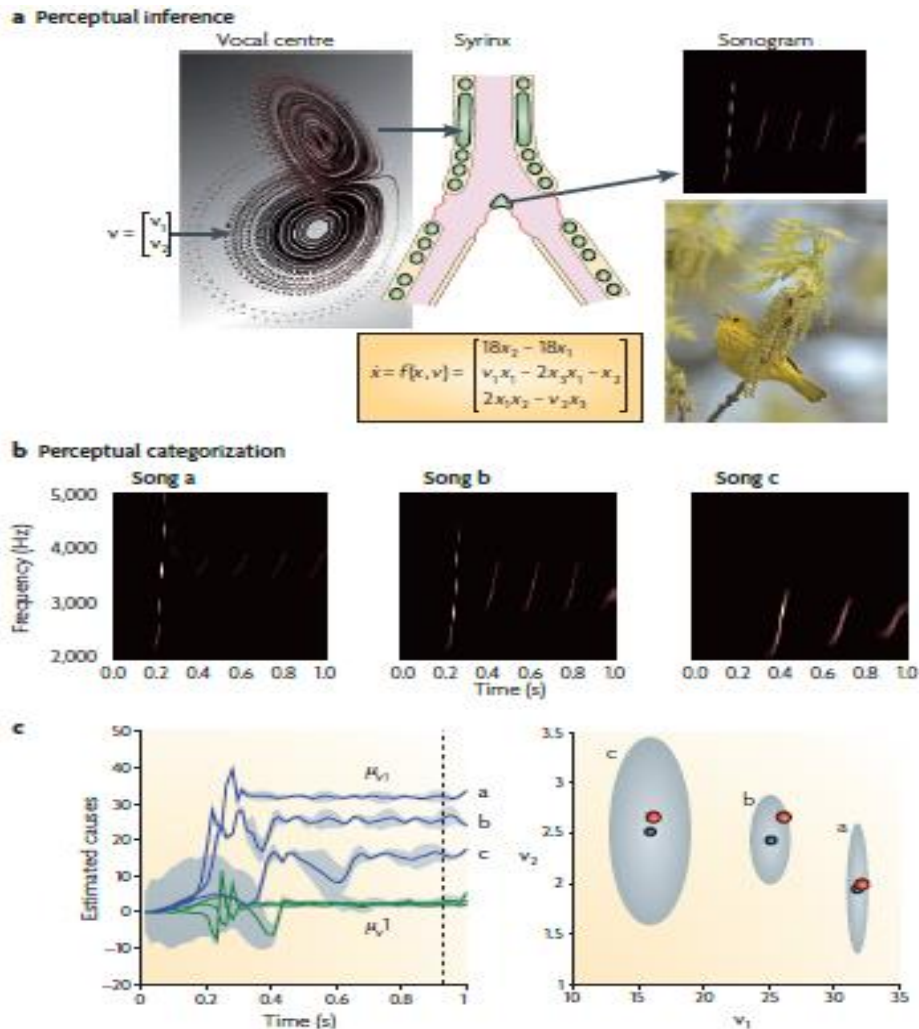 a Perceptual inference
Vocal centre
Syrinx
Sonogram
v = [v₁ v₂]
ẋ = f(x, v) = [18x₂ − 18x₁
v₁x₁ − 2x₃x₁ − x₂
2x₁x₂ − v₂x₃]
b Perceptual categorization
Song a
Song b
Song c
5,000
4,000
3,000
2,000
Frequency (Hz)
0.0 0.2 0.4 0.6 0.8 1.0
0.0 0.2 0.4 0.6 0.8 1.0
0.0 0.2 0.4 0.6 0.8 1.0
Time (s)
c
50
40
30
20
10
0
−10
−20
Estimated causes
μᵥ₁
a
b
c
μᵥ1
0 0.2 0.4 0.6 0.8 1
Time (s)
3.5
3
2.5
2
1.5
1
v₂
c
b
a
10 15 20 25 30 35
v₁